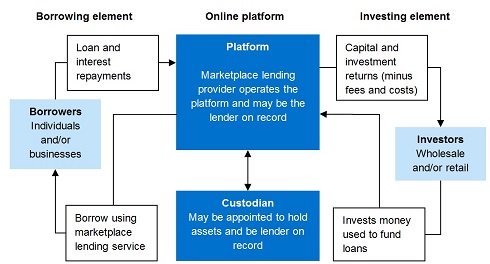 Borrowing element
Online platform
Investing element
Loan and
interest
repayments
Platform
Marketplace lending
provider operates the
platform and may be the
lender on record
Capital and
investment
returns (minus
fees and costs)
Borrowers
Individuals
and/or
businesses
Investors
Wholesale
and/or retail
Borrow using
marketplace
lending service
Custodian
May be appointed to hold
assets and be lender on
record
Invests money
used to fund
loans